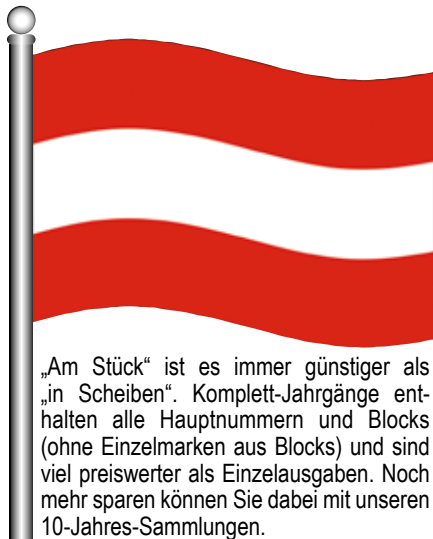 „Am Stück“ ist es immer günstiger als
„in Scheiben“. Komplett-Jahrgänge ent-
halten alle Hauptnummern und Blocks
(ohne Einzelmarken aus Blocks) und sind
viel preiswerter als Einzelausgaben. Noch
mehr sparen können Sie dabei mit unseren
10-Jahres-Sammlungen.